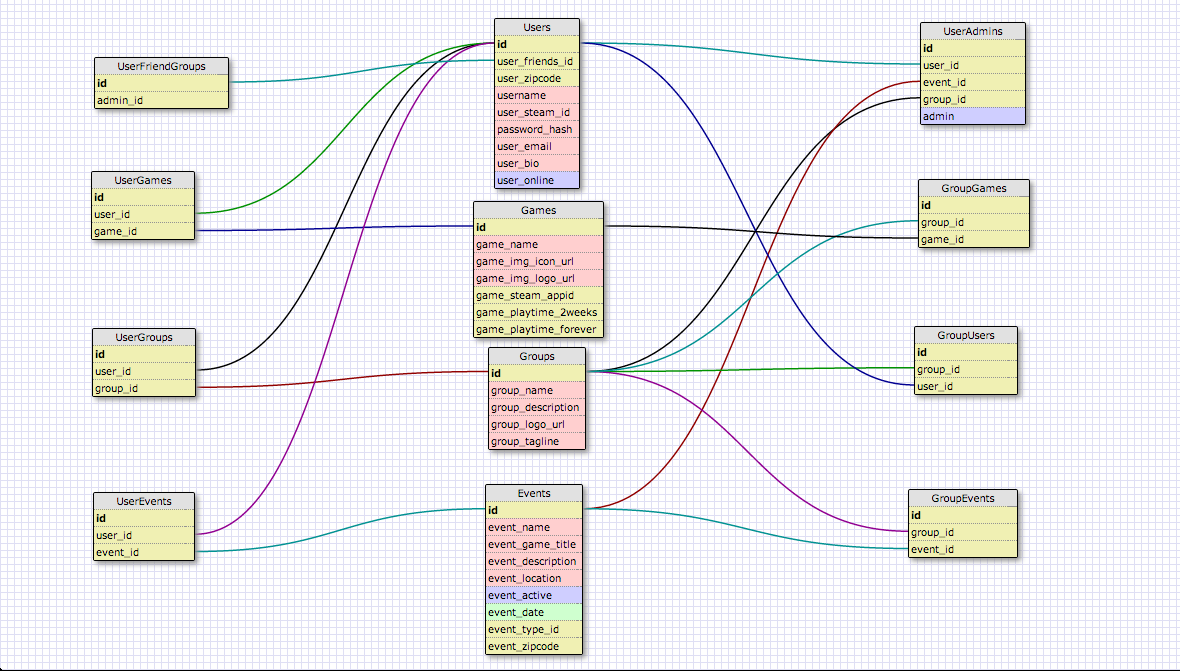 Users
id
user_friends_id
user_zipcode
username
user_steam_id
password_hash
user_email
user_bio
user_online
UserAdmins
id
user_id
event_id
group_id
admin
UserFriendGroups
id
admin_id
UserGames
id
user_id
game_id
Games
id
game_name
game_img_icon_url
game_img_logo_url
game_steam_appid
game_playtime_2weeks
game_playtime_forever
GroupGames
id
group_id
game_id
UserGroups
id
user_id
group_id
Groups
id
group_name
group_description
group_logo_url
group_tagline
GroupUsers
id
group_id
user_id
UserEvents
id
user_id
event_id
Events
id
event_name
event_game_title
event_description
event_location
event_active
event_date
event_type_id
event_zipcode
GroupEvents
id
group_id
event_id